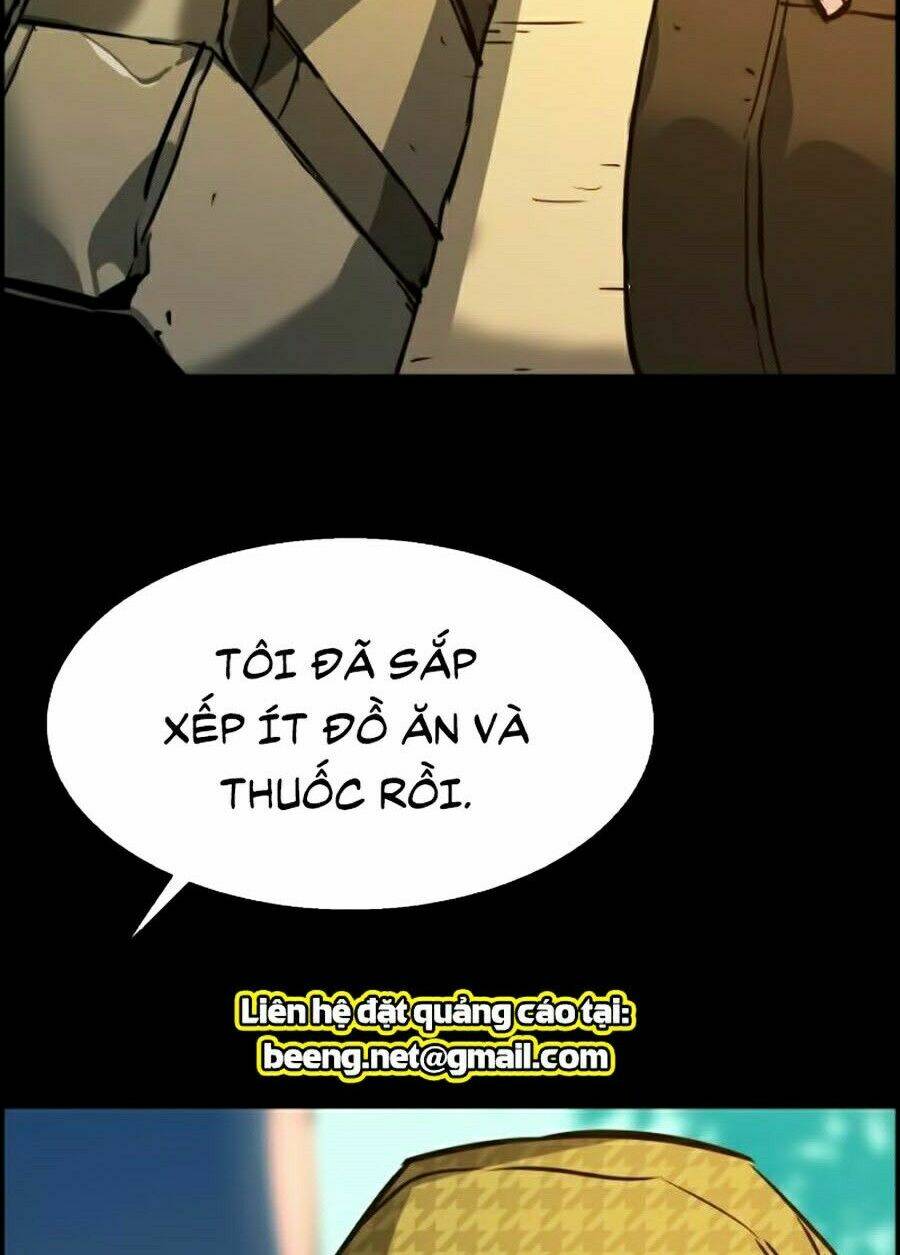 TÔI ĐÃ SẮP
XẾP ÍT ĐỒ ĂN VÀ
THUỐC RỒI.
Liên hệ đặt quảng cáo tại:
beeng.net@gmail.com